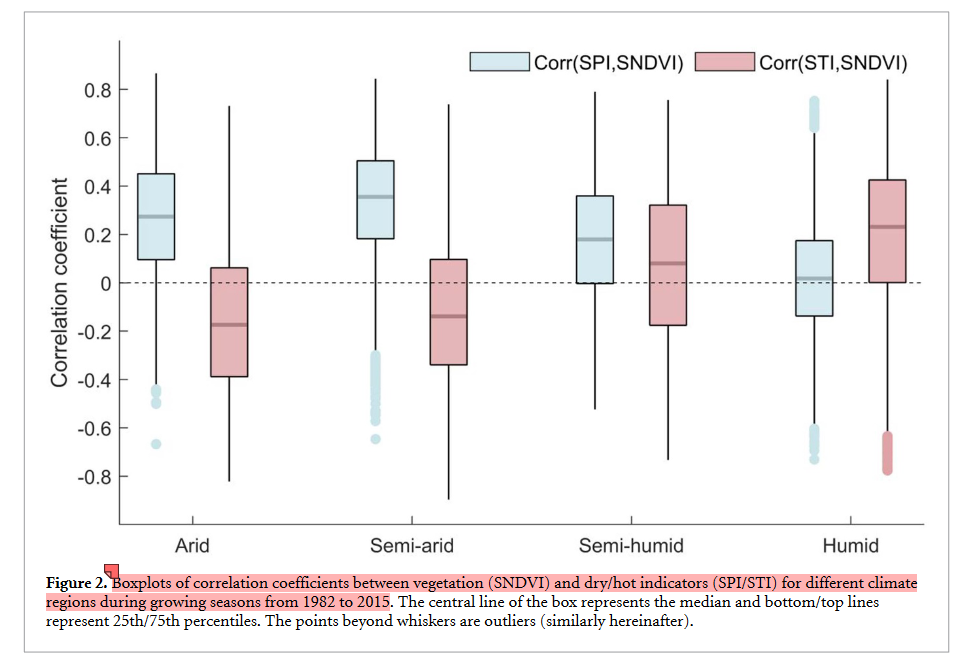 Corr(SPI,SNDVI) Corr(STI,SNDVI)
0.8
0.6
0.4
0.2
0
-0.2
-0.4
-0.6
-0.8
Correlation coefficient
Arid Semi-arid Semi-humid Humid
Figure 2. Boxplots of correlation coefficients between vegetation (SNDVI) and dry/hot indicators (SPI/STI) for different climate
regions during growing seasons from 1982 to 2015. The central line of the box represents the median and bottom/top lines
represent 25th/75th percentiles. The points beyond whiskers are outliers (similarly hereinafter).